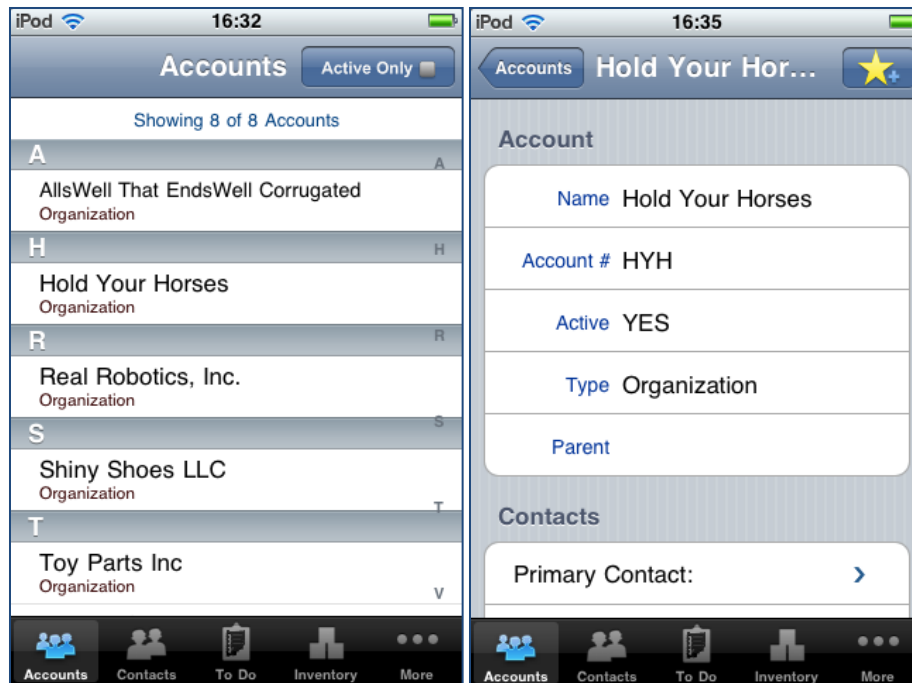 iPod 16:32
Accounts Active Only
Showing 8 of 8 Accounts
A
A
AllsWell That EndsWell Corrugated
Organization
H
H
Hold Your Horses
Organization
R
R
Real Robotics, Inc.
Organization
S
S
Shiny Shoes LLC
Organization
T
T
Toy Parts Inc
Organization
V
Accounts Contacts To Do Inventory More
iPod 16:35
Accounts Hold Your Hor...
Account
Name Hold Your Horses
Account # HYH
Active YES
Type Organization
Parent
Contacts
Primary Contact:
Accounts Contacts To Do Inventory More